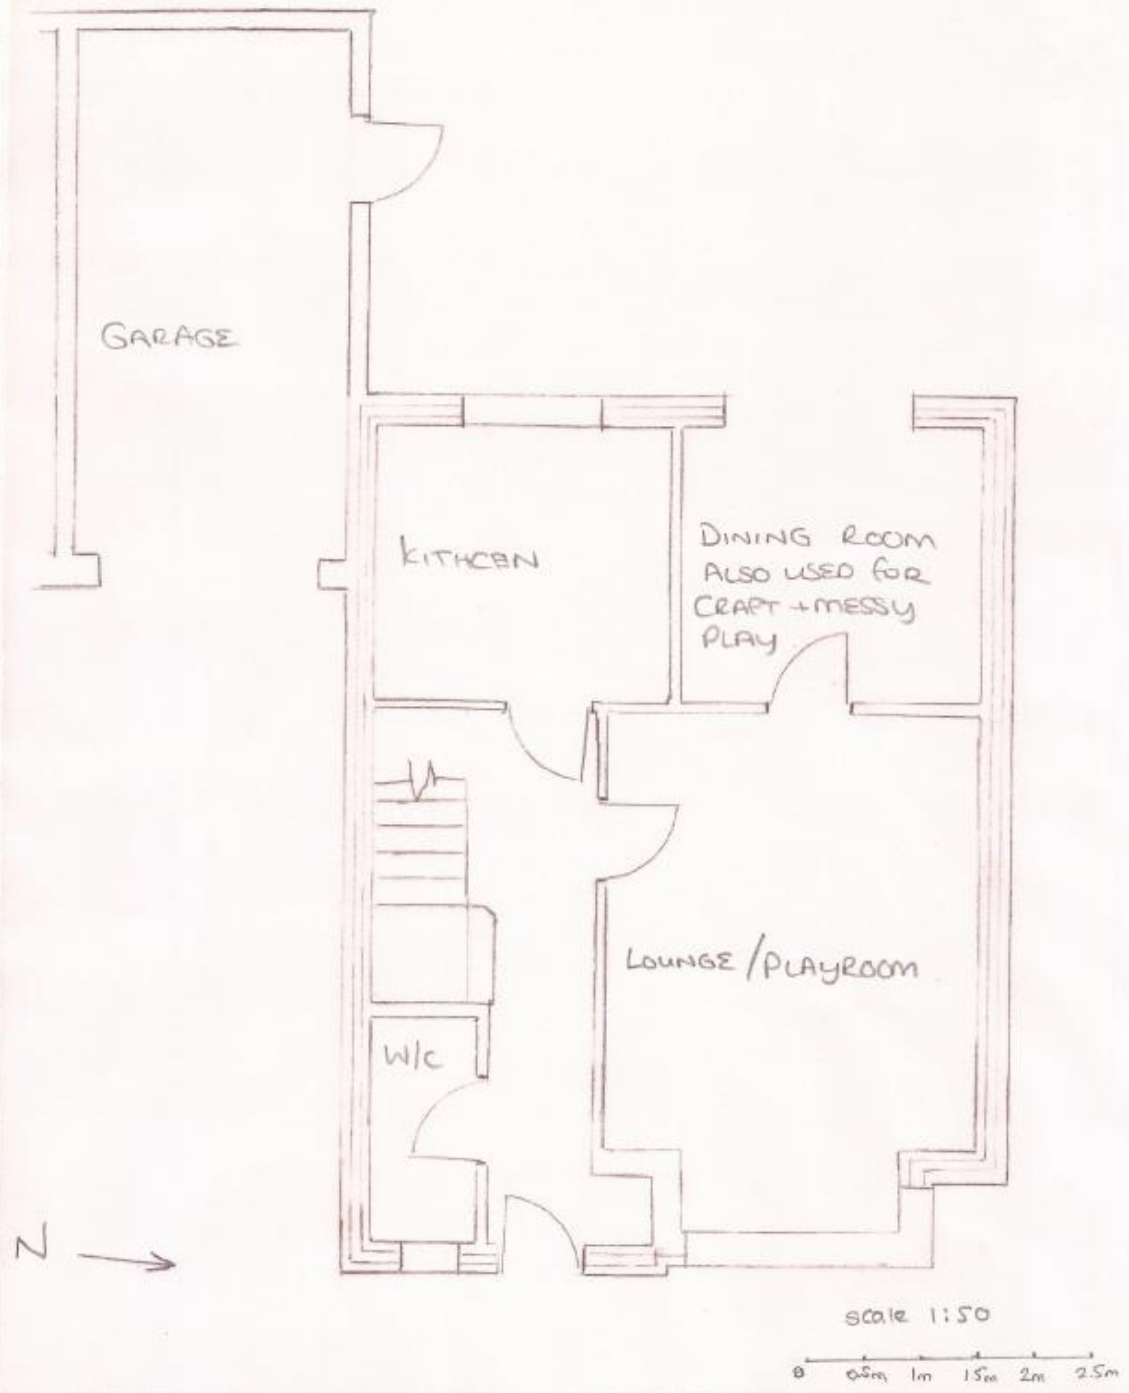 GARAGE
KITHCEN
DINING ROOM
ALSO USED FOR
CRAFT + MESSY
PLAY
LOUNGE/PLAYROOM
W/C
N
scale 1:50
0 0.5m 1m 1.5m 2m 2.5m